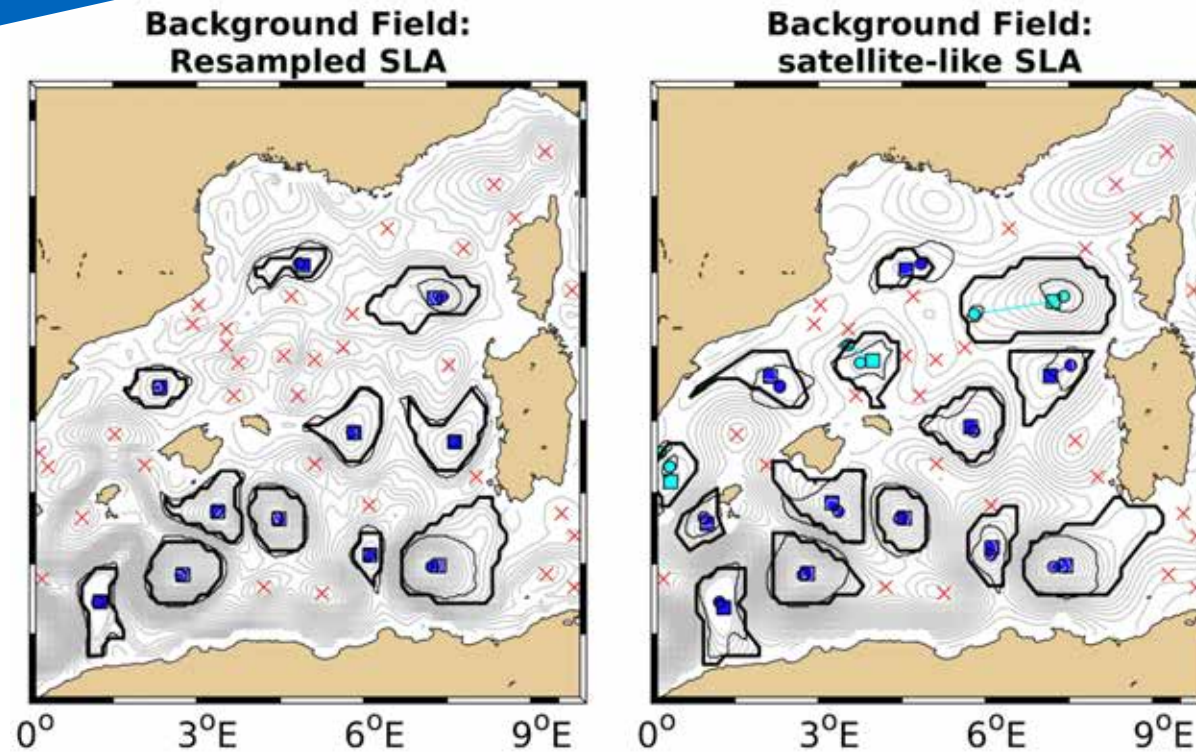 Background Field:
Resampled SLA
Background Field:
satellite-like SLA
0° 3°E 6°E 9°E
0° 3°E 6°E 9°E